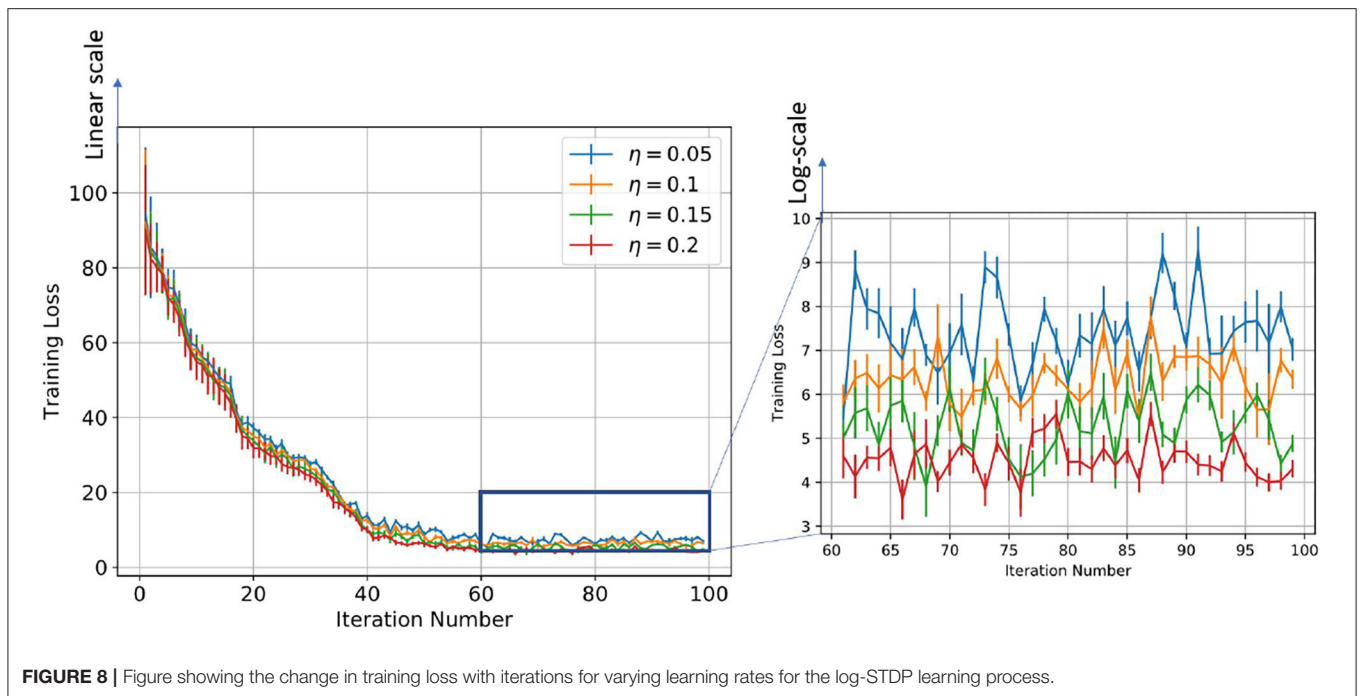 Linear scale
Training Loss
100
80
60
40
20
0
η = 0.05
η = 0.1
η = 0.15
η = 0.2
0 20 40 60 80 100
Iteration Number
Log-scale
Training Loss
10
9
8
7
6
5
4
3
60 65 70 75 80 85 90 95 100
Iteration Number
FIGURE 8 | Figure showing the change in training loss with iterations for varying learning rates for the log-STDP learning process.